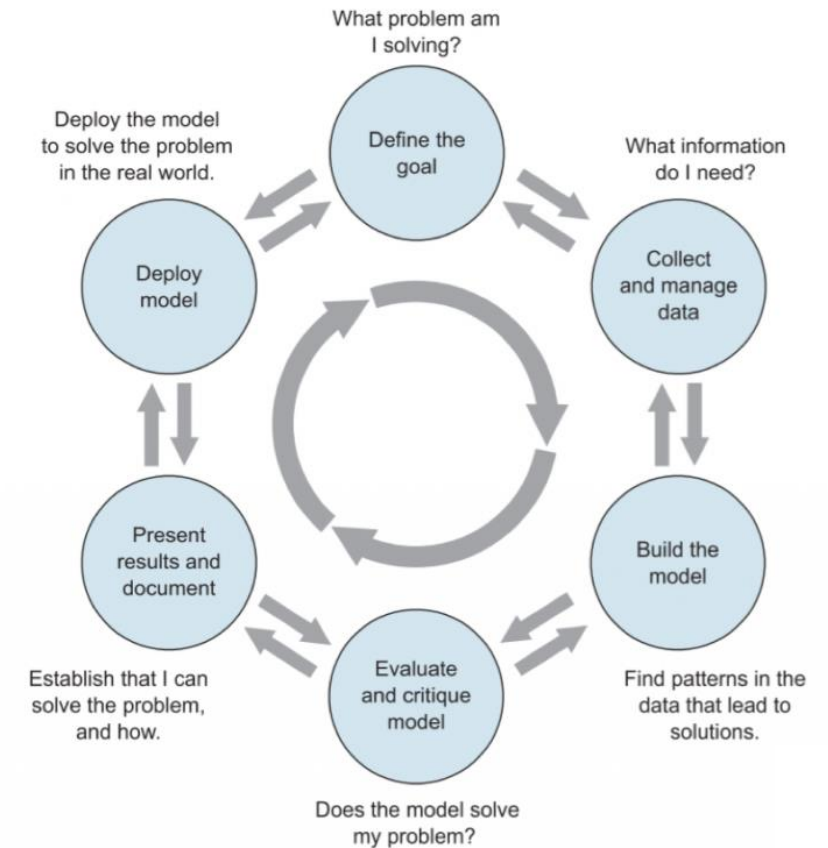 What problem am
I solving?
Define the
goal
What information
do I need?
Collect
and manage
data
Build the
model
Find patterns in the
data that lead to
solutions.
Evaluate
and critique
model
Does the model solve
my problem?
Present
results and
document
Establish that I can
solve the problem,
and how.
Deploy the model
to solve the problem
in the real world.
Deploy
model